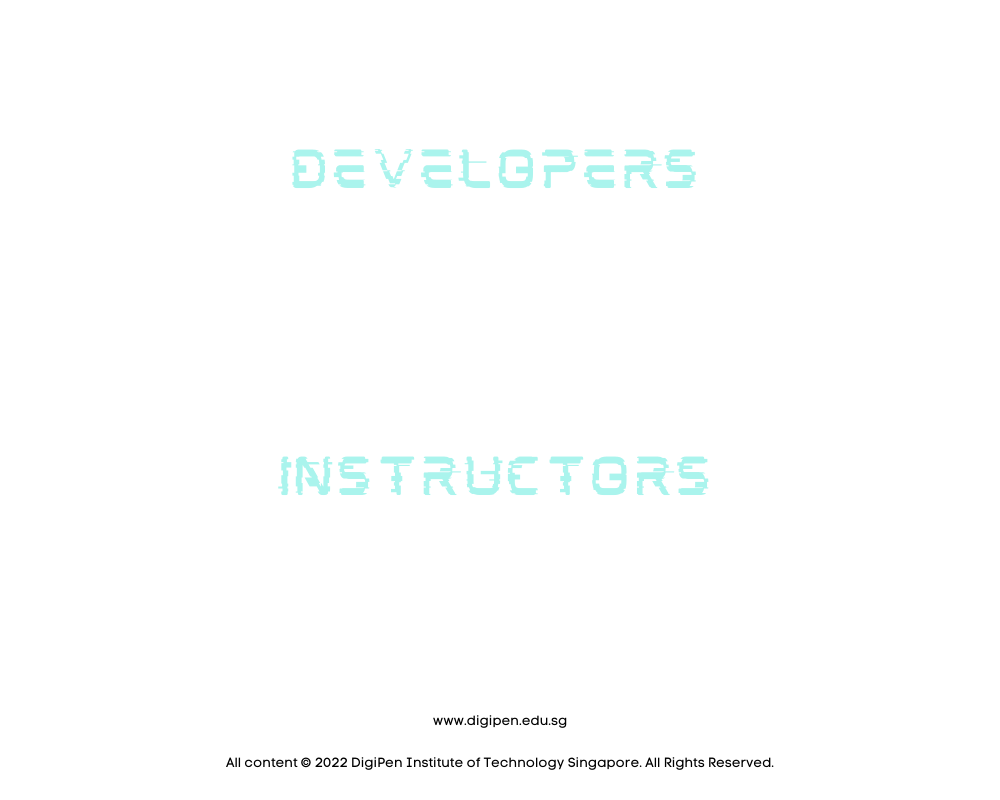 DEVELOPERS
INSTRUCTORS
www.digipen.edu.sg
All content © 2022 DigiPen Institute of Technology Singapore. All Rights Reserved.